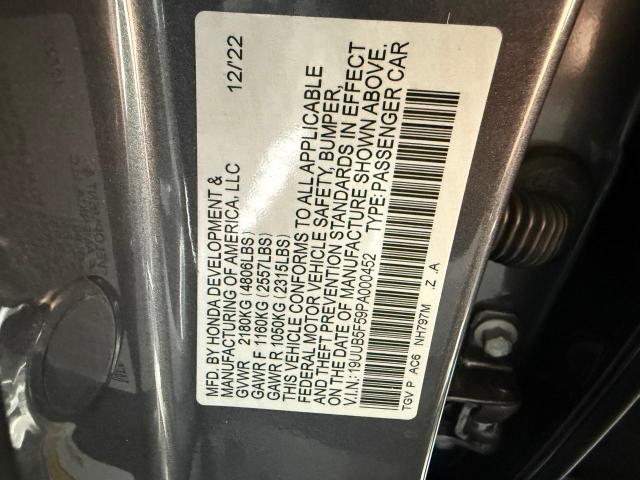 MFD. BY HONDA DEVELOPMENT & 12/'22
MANUFACTURING OF AMERICA, LLC
GVWR 2180KG (4806LBS)
GAWR F 1160KG (2557LBS)
GAWR R 1050KG (2315LBS)
THIS VEHICLE CONFORMS TO ALL APPLICABLE
FEDERAL MOTOR VEHICLE SAFETY, BUMPER,
AND THEFT PREVENTION STANDARDS IN EFFECT
ON THE DATE OF MANUFACTURE SHOWN ABOVE.
V.I.N: 19UUB5F59PA000452 TYPE:PASSENGER CAR
TGV P AC6 NH797M .Z .A